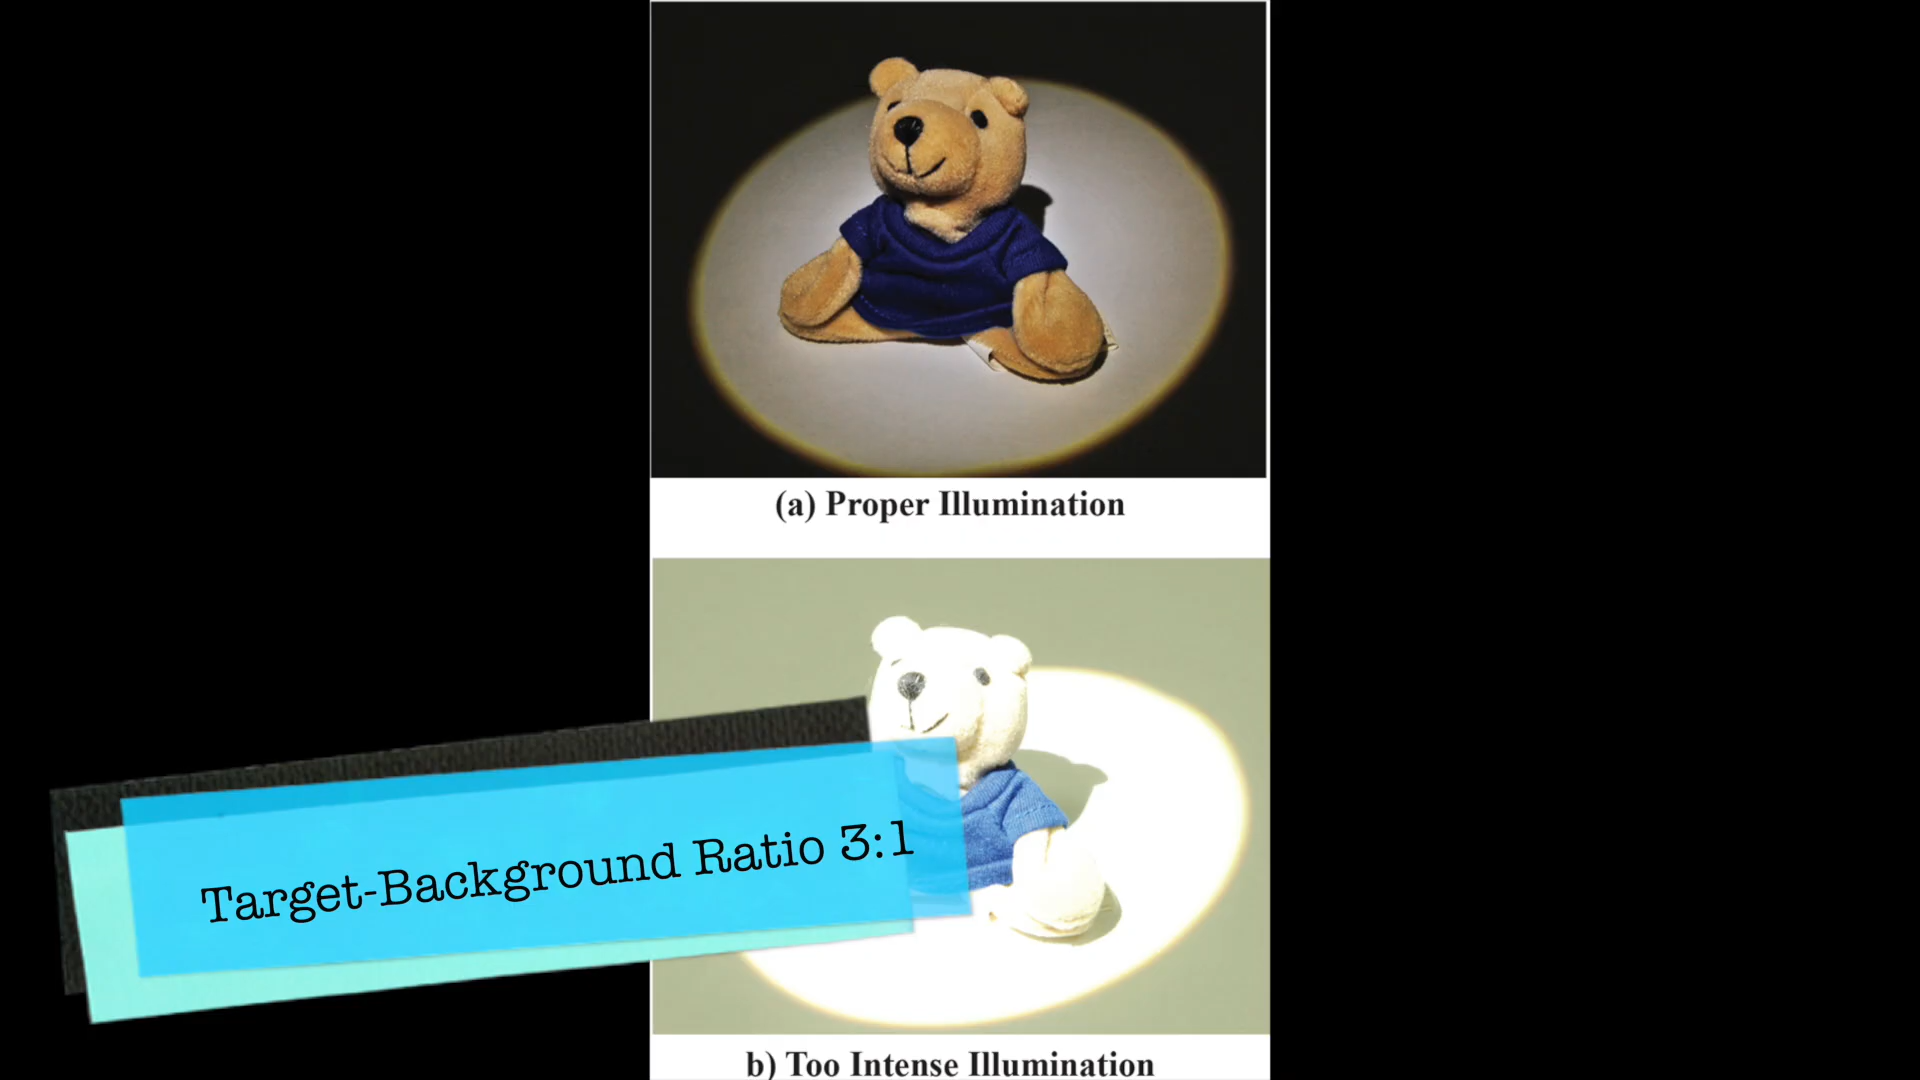 (a) Proper Illumination
Target-Background Ratio 3:1
b) Too Intense Illumination